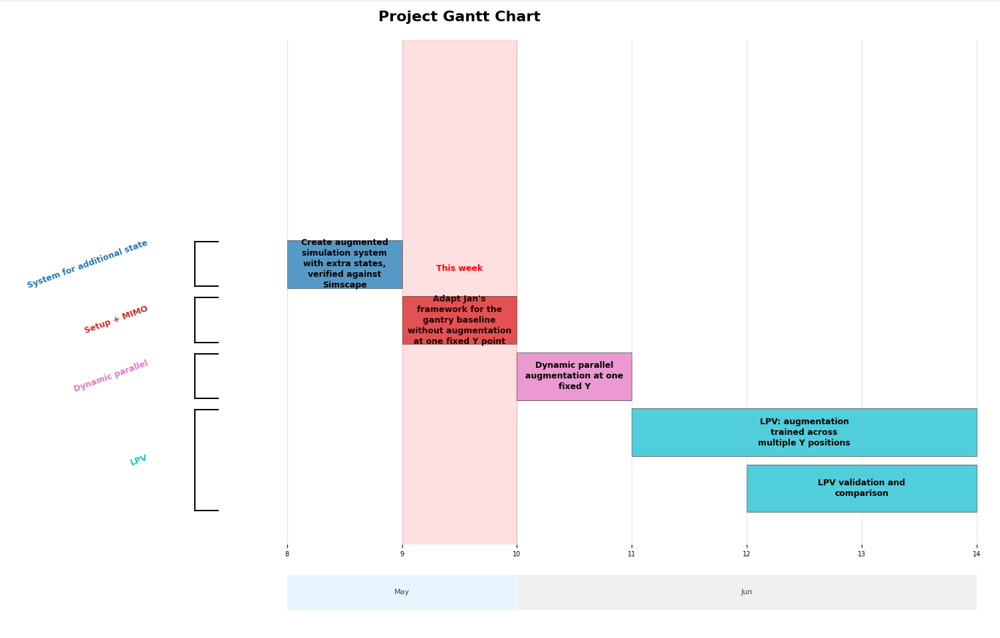 Project Gantt Chart
System for additional state
Create augmented
simulation system
with extra states,
verified against
Simscape
This week
Setup + MIMO
Adapt Jan's
framework for the
gantry baseline
without augmentation
at one fixed Y point
Dynamic parallel
Dynamic parallel
augmentation at one
fixed Y
LPV
LPV: augmentation
trained across
multiple Y positions
LPV validation and
comparison
8 9 10 11 12 13 14
May Jun